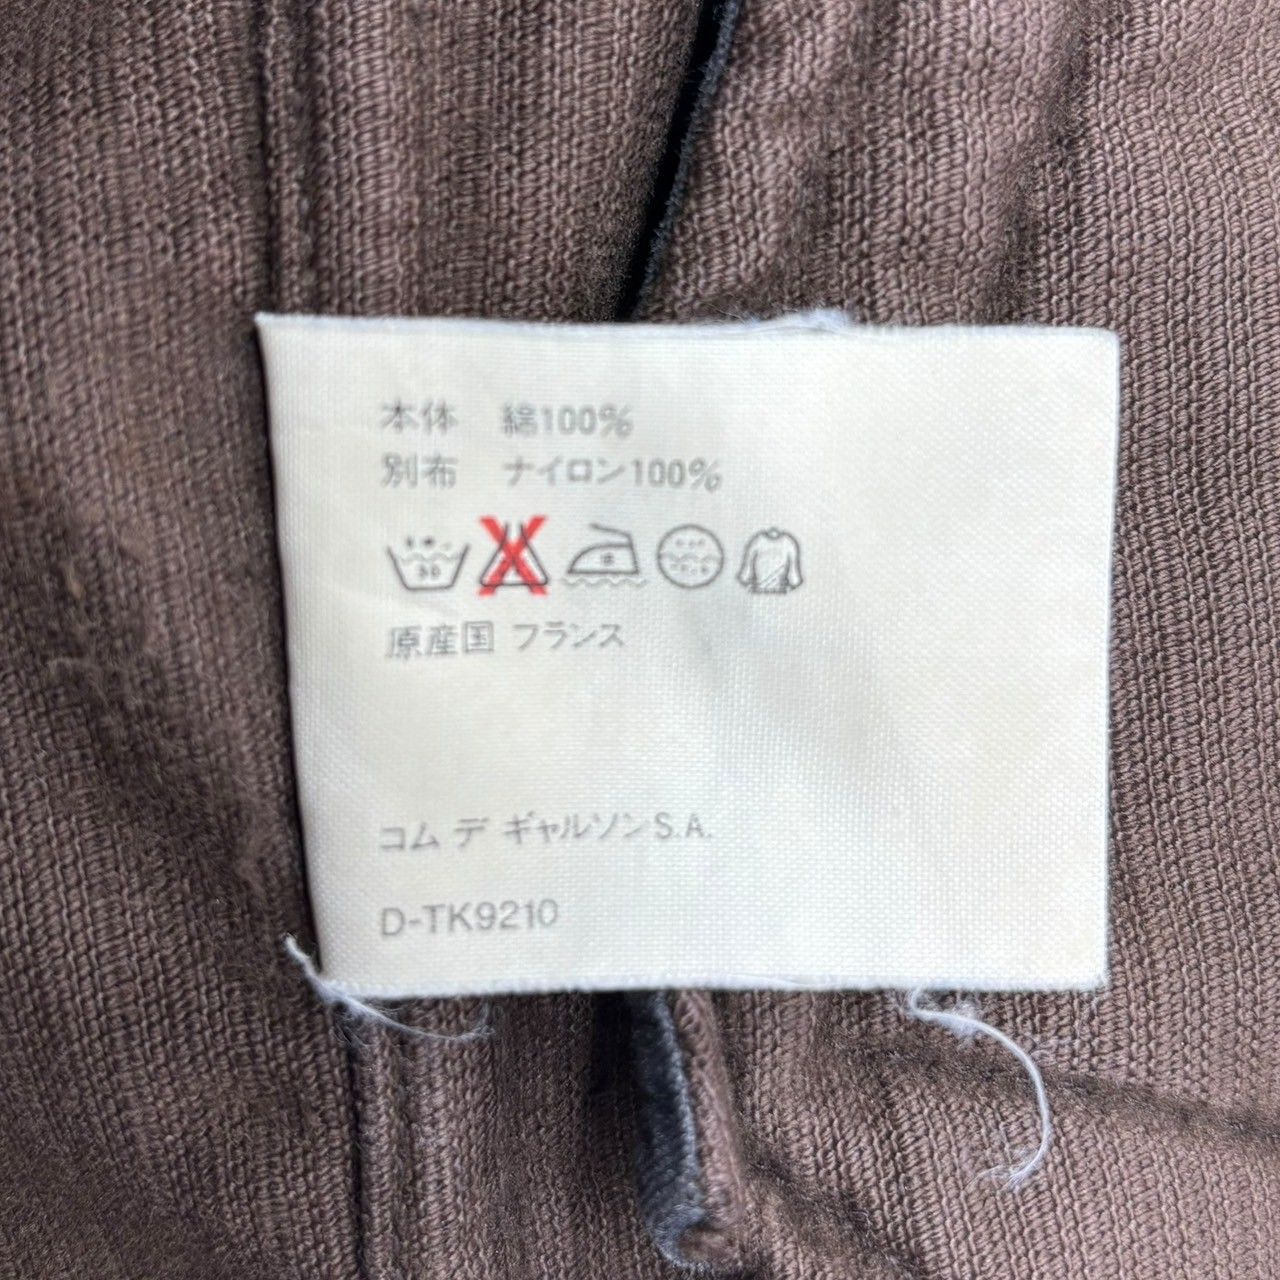 本体 綿100%
別布 ナイロン100%
30
原産国 フランス
コム デ ギャルソンS.A.
D-TK9210